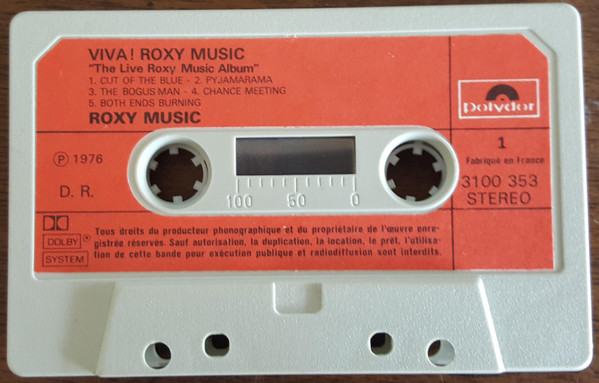 VIVA! ROXY MUSIC
"The Live Roxy Music Album"
1. CUT OF THE BLUE - 2. PYJAMARAMA
3. THE BOGUS MAN - 4. CHANCE MEETING
5. BOTH ENDS BURNING
ROXY MUSIC
polydor
1
Fabriqué en France
3100 353
STEREO
Ⓟ 1976
D. R.
100 50 0
DOLBY®
SYSTEM
Tous droits du producteur phonographique et du propriétaire de l'œuvre enre-
gistrée réservés. Sauf autorisation, la duplication, la location, le prêt, l'utilisa-
tion de cette bande pour exécution publique et radiodiffusion sont interdits.